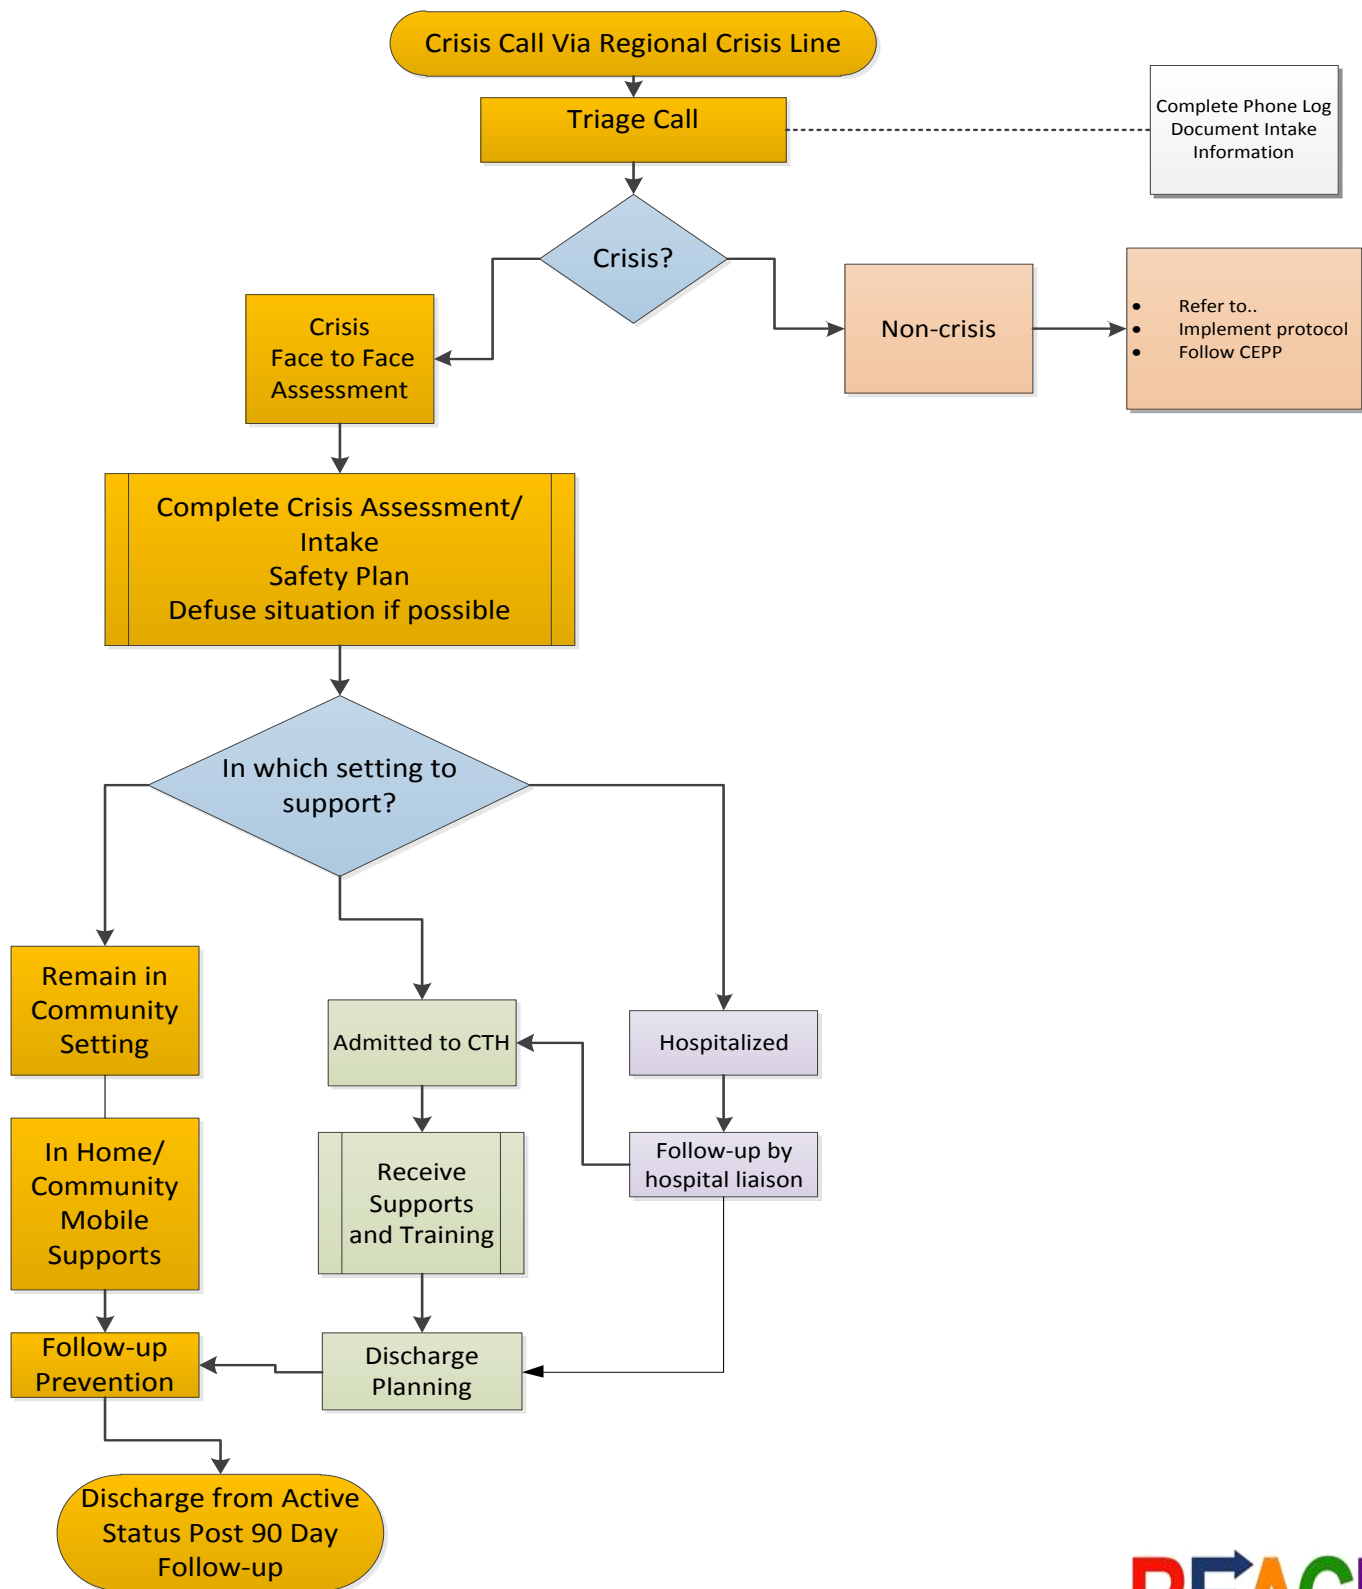 Crisis Call Via Regional Crisis Line
Triage Call
Complete Phone Log
Document Intake
Information
Crisis?
Crisis
Face to Face
Assessment
Non-crisis
• Refer to..
• Implement protocol
• Follow CEPP
Complete Crisis Assessment/
Intake
Safety Plan
Defuse situation if possible
In which setting to
support?
Remain in
Community
Setting
Admitted to CTH
Hospitalized
In Home/
Community
Mobile
Supports
Receive
Supports
and Training
Follow-up by
hospital liaison
Follow-up
Prevention
Discharge
Planning
Discharge from Active
Status Post 90 Day
Follow-up